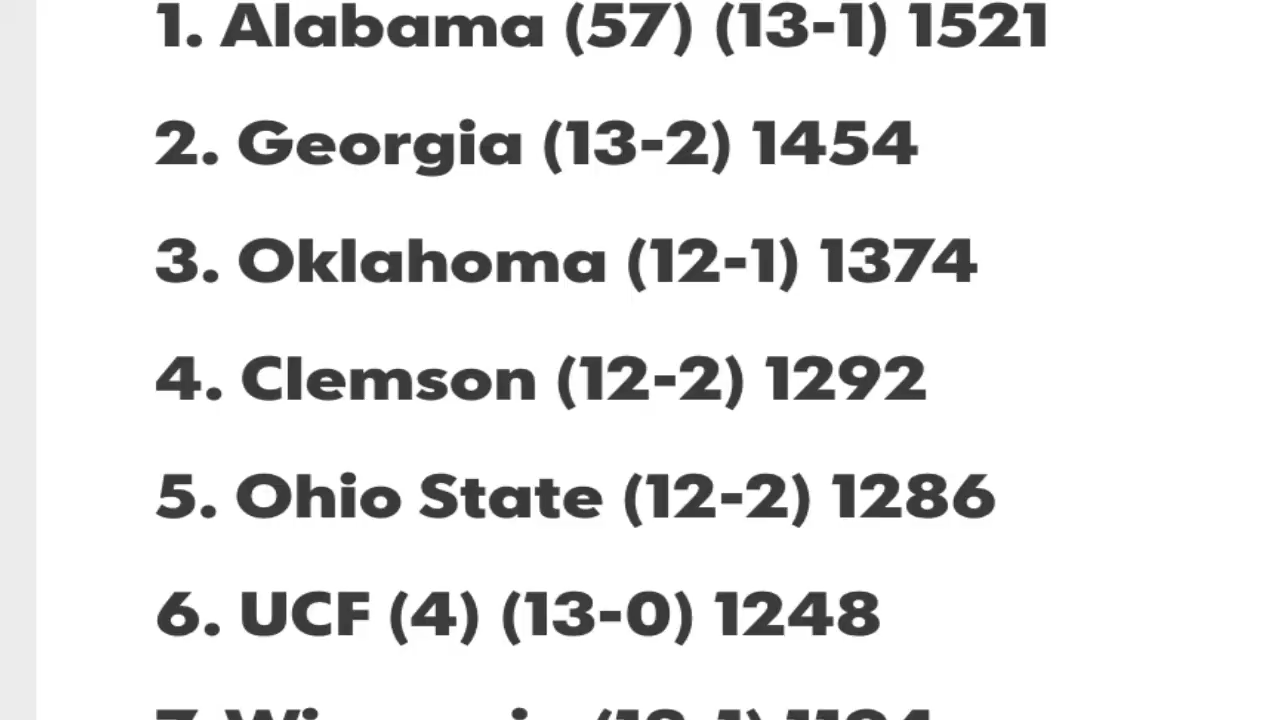 1. Alabama (57) (13-1) 1521
2. Georgia (13-2) 1454
3. Oklahoma (12-1) 1374
4. Clemson (12-2) 1292
5. Ohio State (12-2) 1286
6. UCF (4) (13-0) 1248